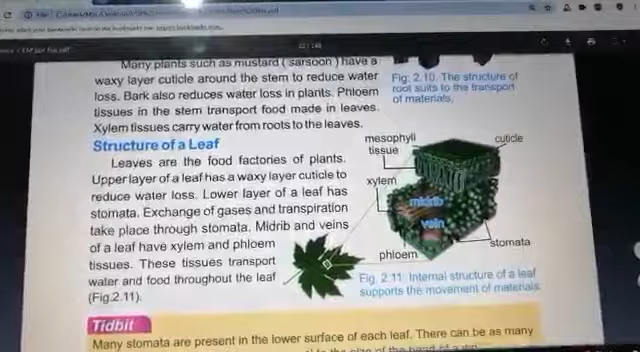 Many plants such as mustard ( sarsoon ) have a
waxy layer cuticle around the stem to reduce water
loss. Bark also reduces water loss in plants. Phloem
tissues in the stem transport food made in leaves.
Xylem tissues carry water from roots to the leaves.
Fig. 2.10. The structure of
root suits to the transport
of materials.
Structure of a Leaf
Leaves are the food factories of plants.
Upper layer of a leaf has a waxy layer cuticle to
reduce water loss. Lower layer of a leaf has
stomata. Exchange of gases and transpiration
take place through stomata. Midrib and veins
of a leaf have xylem and phloem
tissues. These tissues transport
water and food throughout the leaf
(Fig.2.11).
mesophyll
tissue
cuticle
xylem
midrib
vein
phloem
stomata
Fig. 2.11: Internal structure of a leaf
supports the movement of materials.
Tidbit
Many stomata are present in the lower surface of each leaf. There can be as many